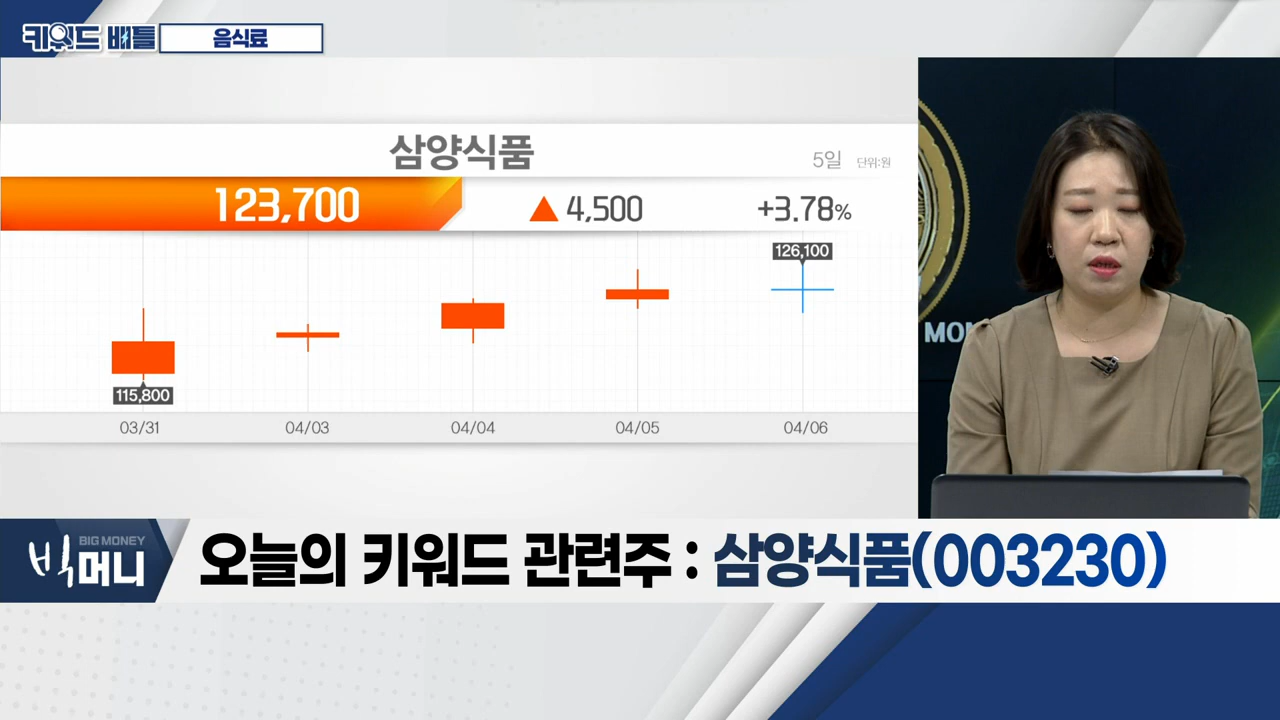 키워드 배틀
음식료
삼양식품
5일 단위:원
123,700 ▲ 4,500 +3.78%
126,100
115,800
03/31 04/03 04/04 04/05 04/06
BIG MONEY
빅머니
오늘의 키워드 관련주 : 삼양식품(003230)